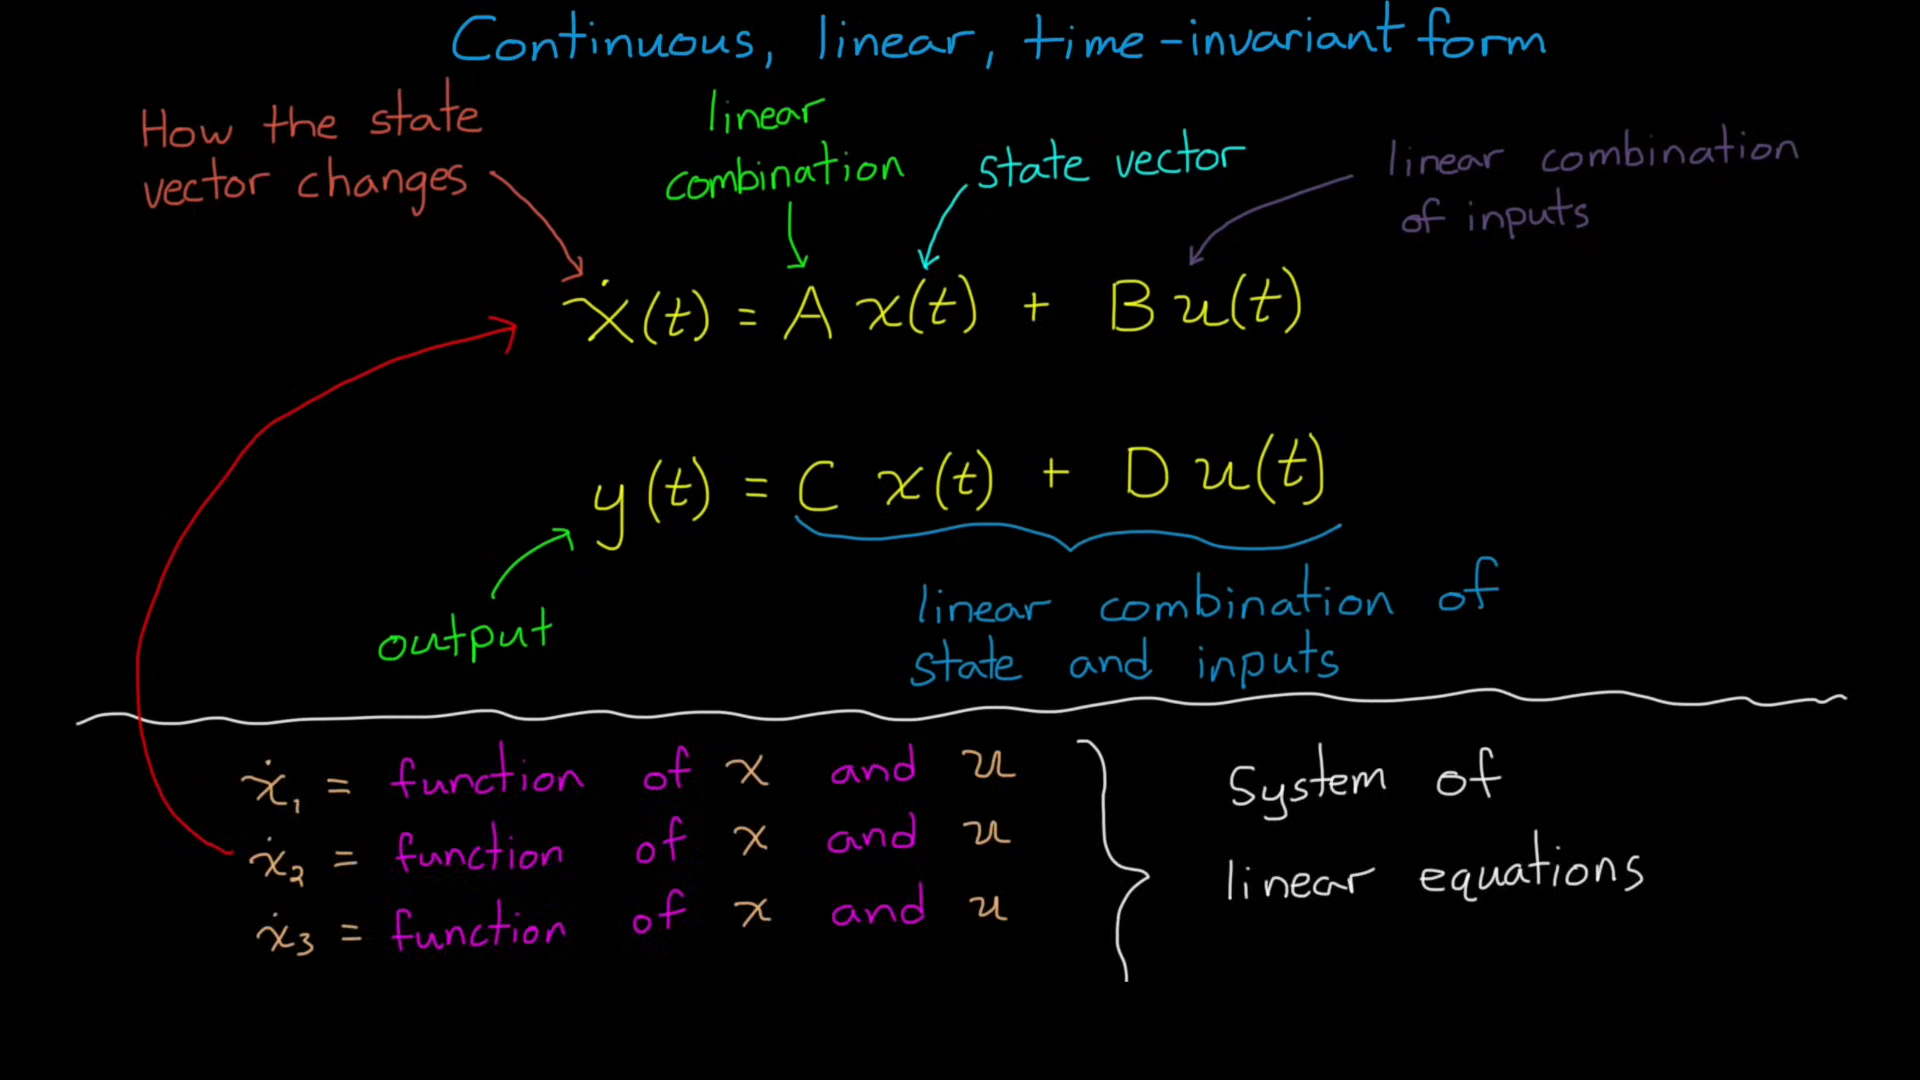 Continuous, linear, time-invariant form
How the state
vector changes
linear
combination
state vector
linear combination
of inputs
ẋ(t) = A x(t) + B u(t)
y(t) = C x(t) + D u(t)
output
linear combination of
state and inputs
ẋ₁ = function of x and u
ẋ₂ = function of x and u
ẋ₃ = function of x and u
System of
linear equations